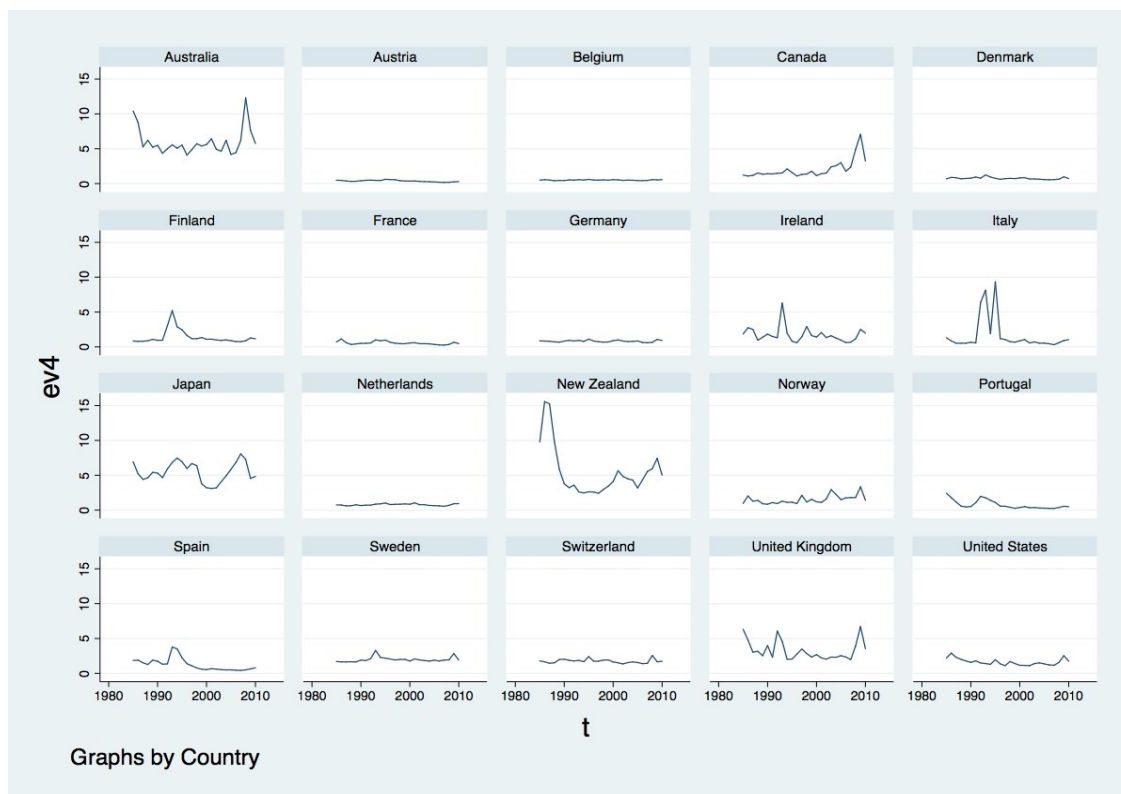 Australia Austria Belgium Canada Denmark
15
10
5
0
Finland France Germany Ireland Italy
15
10
5
0
Japan Netherlands New Zealand Norway Portugal
15
10
5
0
Spain Sweden Switzerland United Kingdom United States
15
10
5
0
ev4
1980 1990 2000 2010 1980 1990 2000 2010 1980 1990 2000 2010 1980 1990 2000 2010 1980 1990 2000 2010
t
Graphs by Country